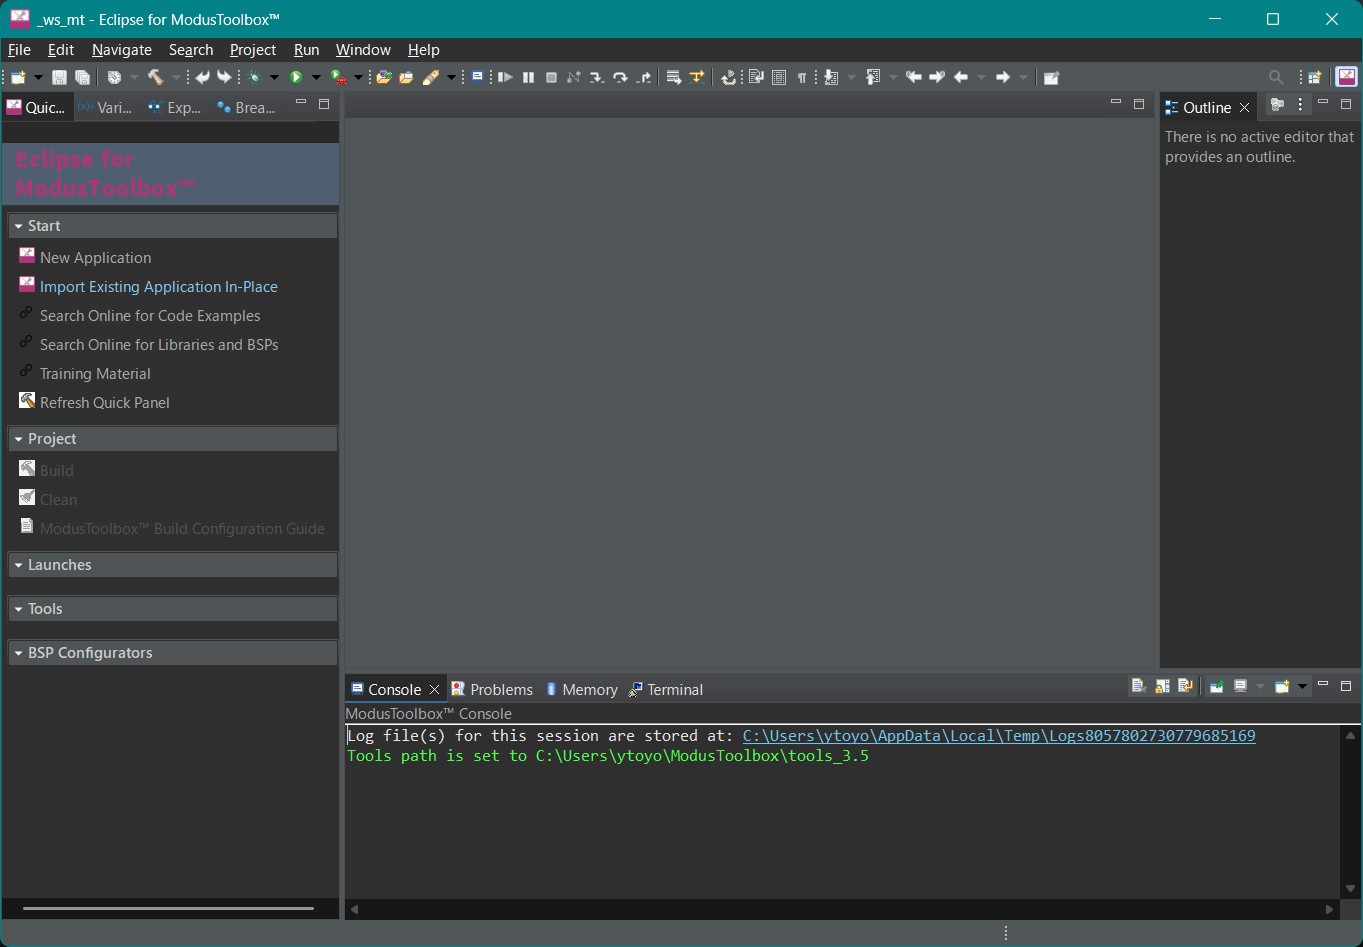 _ws_mt - Eclipse for ModusToolbox™
File Edit Navigate Search Project Run Window Help
Quic... Vari... Exp... Brea...
Eclipse for
ModusToolbox™
Start
New Application
Import Existing Application In-Place
Search Online for Code Examples
Search Online for Libraries and BSPs
Training Material
Refresh Quick Panel
Project
Build
Clean
ModusToolbox™ Build Configuration Guide
Launches
Tools
BSP Configurators
Outline
There is no active editor that
provides an outline.
Console Problems Memory Terminal
ModusToolbox™ Console
Log file(s) for this session are stored at: C:\Users\ytoyo\AppData\Local\Temp\Logs8057802730779685169
Tools path is set to C:\Users\ytoyo\ModusToolbox\tools_3.5